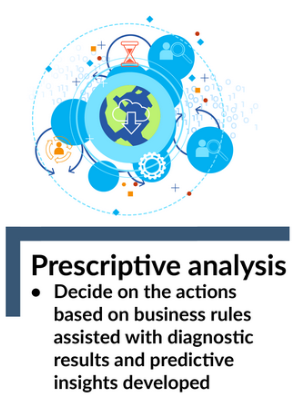 Prescriptive analysis
• Decide on the actions
based on business rules
assisted with diagnostic
results and predictive
insights developed